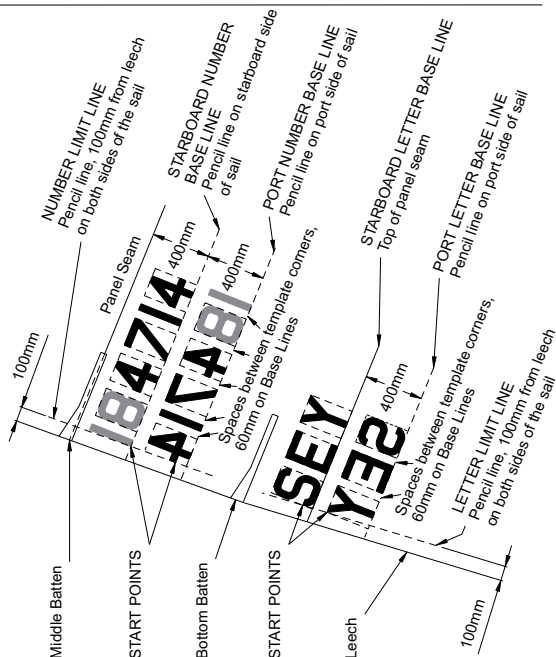 100mm
NUMBER LIMIT LINE
Pencil line, 100mm from leech
on both sides of the sail
Middle Batten
Panel Seam
STARBOARD NUMBER
BASE LINE
Pencil line on starboard side
of sail
400mm
184714
START POINTS
184714
400mm
PORT NUMBER BASE LINE
Pencil line on port side of sail
Spaces between template corners,
60mm on Base Lines
Bottom Batten
STARBOARD LETTER BASE LINE
Top of panel seam
SEY
START POINTS
SEY
400mm
PORT LETTER BASE LINE
Pencil line on port side of sail
Spaces between template corners,
60mm on Base Lines
Leech
LETTER LIMIT LINE
Pencil line, 100mm from leech
on both sides of the sail
100mm